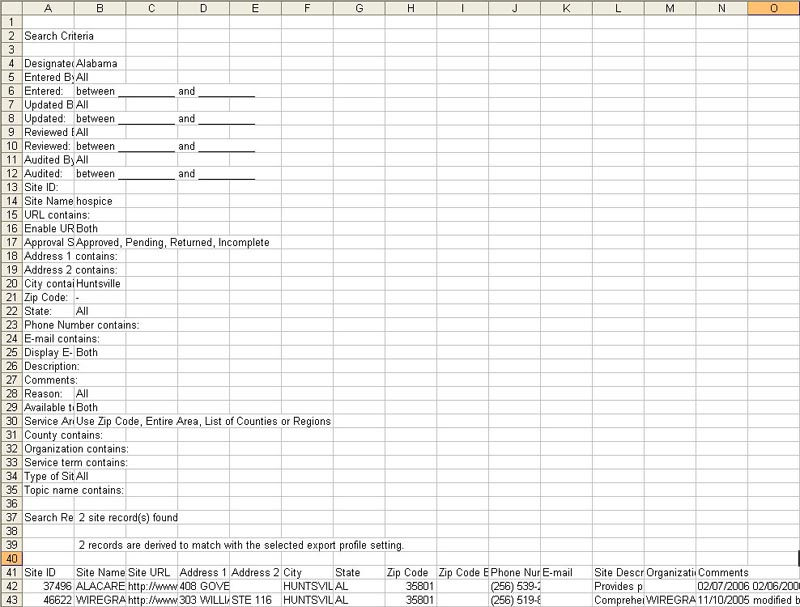 A B C D E F G H I J K L M N O
1
2 Search Criteria
3
4 Designated Alabama
5 Entered By All
6 Entered: between _________ and _________
7 Updated B All
8 Updated: between _________ and _________
9 Reviewed B All
10 Reviewed: between _________ and _________
11 Audited By All
12 Audited: between _________ and _________
13 Site ID:
14 Site Name hospice
15 URL contains:
16 Enable UR Both
17 Approval S Approved, Pending, Returned, Incomplete
18 Address 1 contains:
19 Address 2 contains:
20 City contai Huntsville
21 Zip Code: -
22 State: All
23 Phone Number contains:
24 E-mail contains:
25 Display E- Both
26 Description:
27 Comments:
28 Reason: All
29 Available t Both
30 Service Ar Use Zip Code, Entire Area, List of Counties or Regions
31 County contains:
32 Organization contains:
33 Service term contains:
34 Type of Sit All
35 Topic name contains:
36
37 Search Re 2 site record(s) found
38
39 2 records are derived to match with the selected export profile setting.
40
41 Site ID Site Name Site URL Address 1 Address 2 City State Zip Code Zip Code E Phone Nur E-mail Site Descr Organizati Comments
42 37496 ALACARE http://www. 408 GOVE HUNTSVIL AL 35801 (256) 539-2 Provides p 02/07/2006 02/06/200
43 46622 WIREGRA http://www. 303 WILLI STE 116 HUNTSVIL AL 35801 (256) 519-8 Comprehe WIREGRA 11/10/2005 modified b